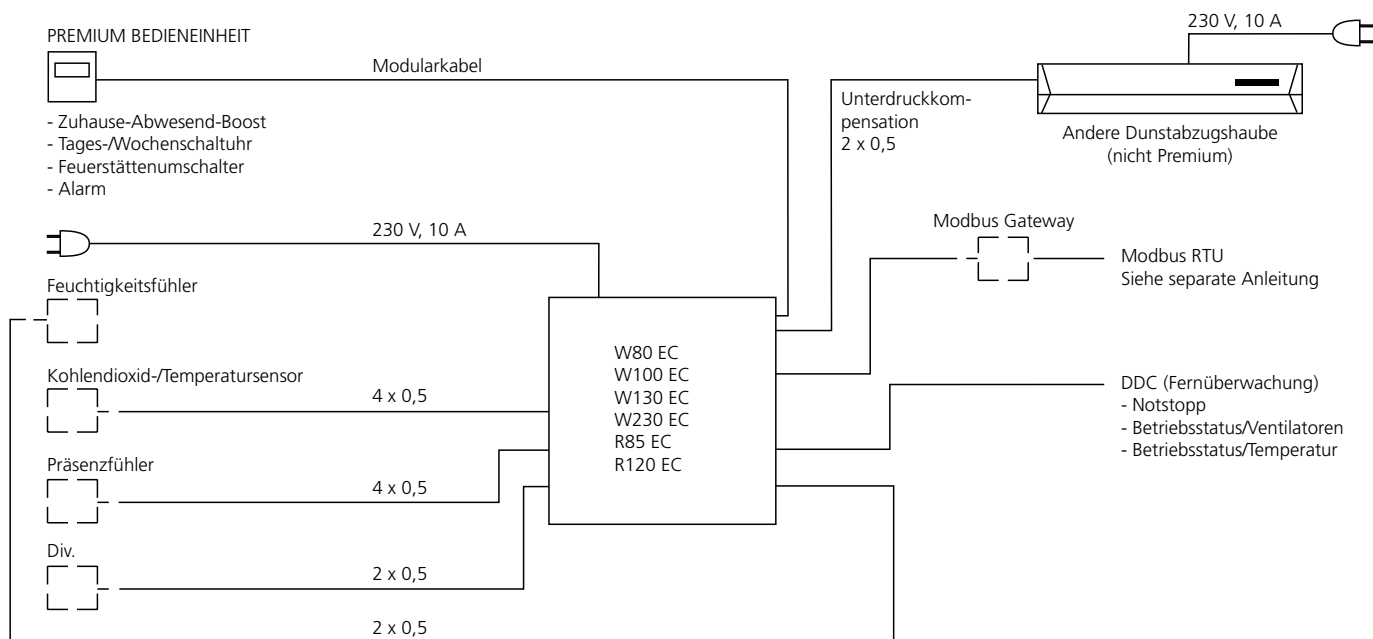 PREMIUM BEDIENEINHEIT
Modularkabel
- Zuhause-Abwesend-Boost
- Tages-/Wochenschaltuhr
- Feuerstättenumschalter
- Alarm
230 V, 10 A
Unterdruckkom-
pensation
2 x 0,5
Andere Dunstabzugshaube
(nicht Premium)
230 V, 10 A
Modbus Gateway
Modbus RTU
Siehe separate Anleitung
Feuchtigkeitsfühler
Kohlendioxid-/Temperatursensor
4 x 0,5
Präsenzfühler
4 x 0,5
Div.
2 x 0,5
2 x 0,5
W80 EC
W100 EC
W130 EC
W230 EC
R85 EC
R120 EC
DDC (Fernüberwachung)
- Notstopp
- Betriebsstatus/Ventilatoren
- Betriebsstatus/Temperatur